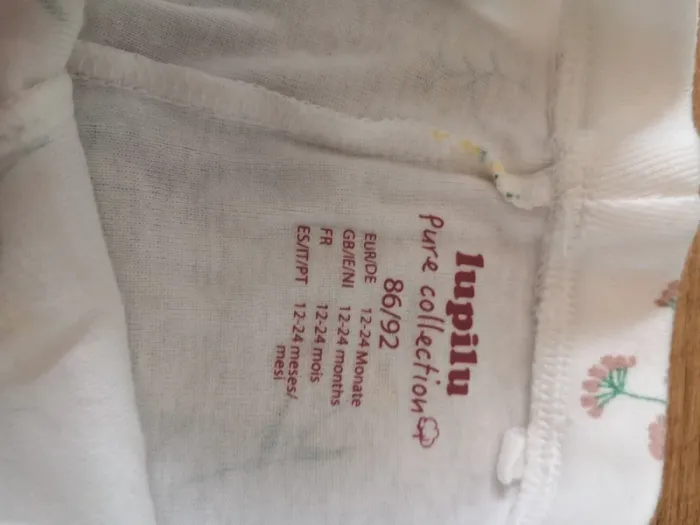 lupilu
Pure collection
86/92
EUR/DE 12-24 Monate
GB/IE/NI 12-24 months
FR 12-24 mois
ES/IT/PT 12-24 meses/
mesi